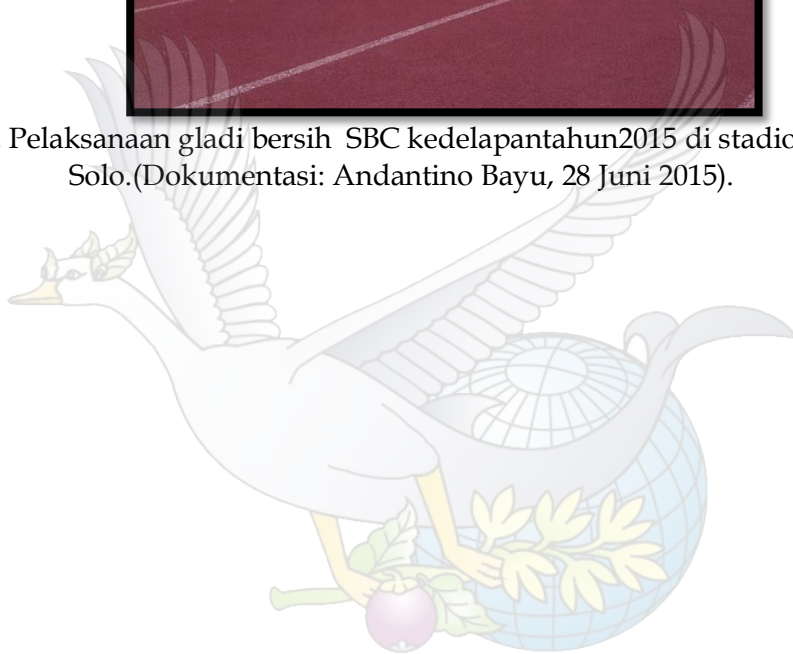 . Pelaksanaan gladi bersih SBC kedelapantahun2015 di stadio
Solo.(Dokumentasi: Andantino Bayu, 28 Juni 2015).